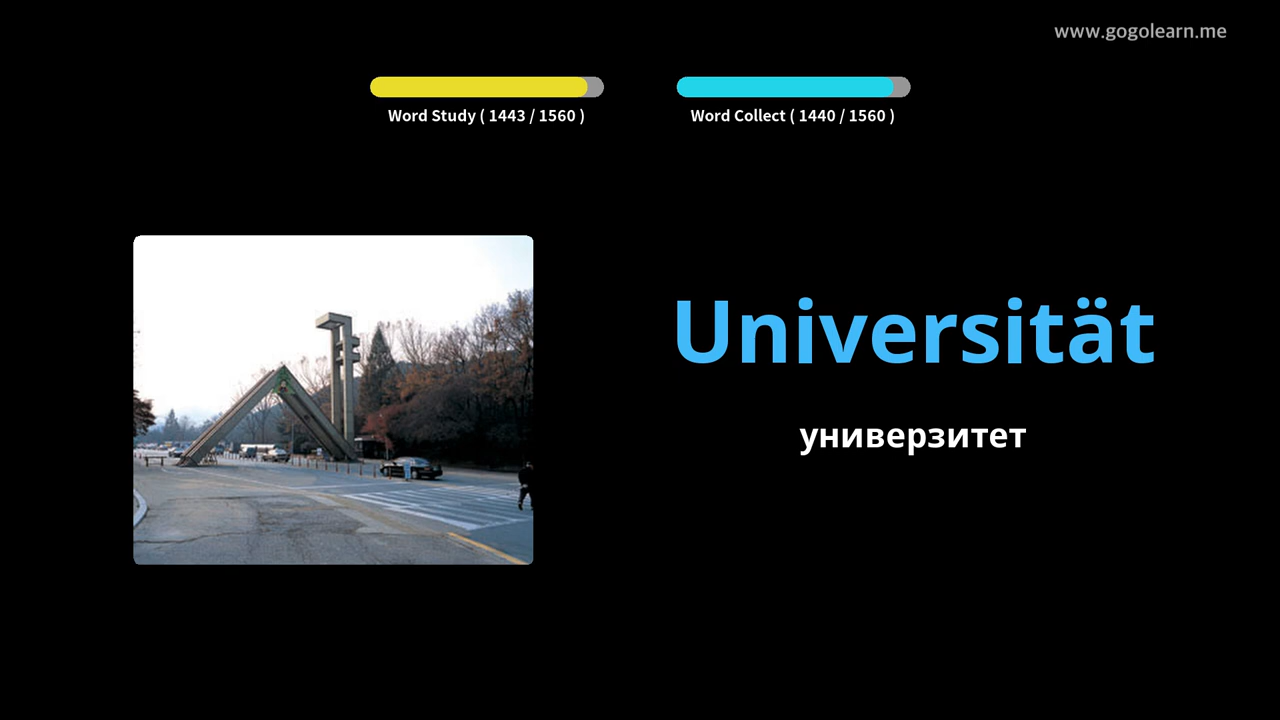 www.gogolearn.me
Word Study ( 1443 / 1560 )
Word Collect ( 1440 / 1560 )
Universität
универзитет